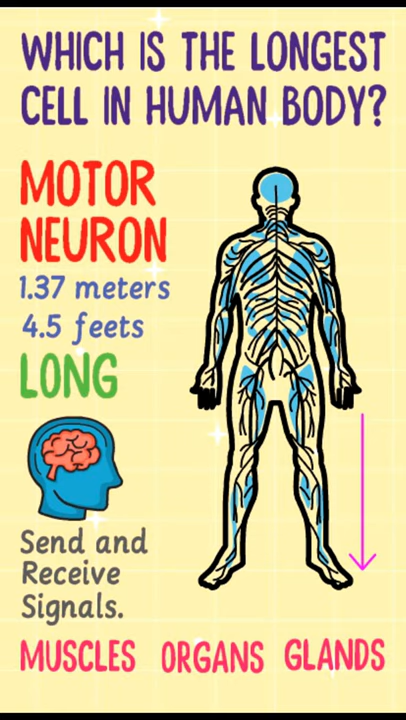 WHICH IS THE LONGEST
CELL IN HUMAN BODY?
MOTOR
NEURON
1.37 meters
4.5 feets
LONG
Send and
Receive
Signals.
MUSCLES ORGANS GLANDS